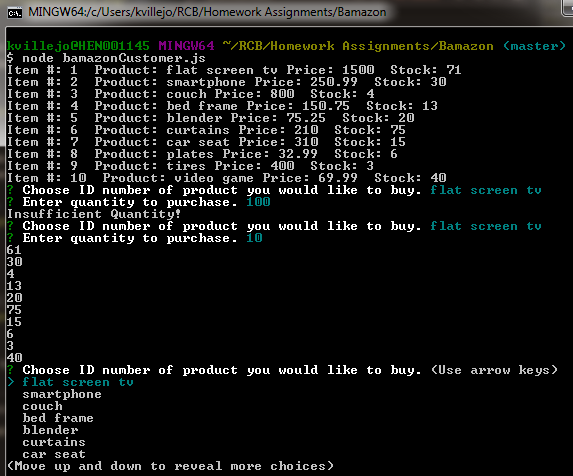 MINGW64:/c/Users/kvillejo/RCB/Homework Assignments/Bamazon
kvillejo@HEN001145 MINGW64 ~/RCB/Homework Assignments/Bamazon (master)
$ node bamazonCustomer.js
Item #: 1  Product: flat screen tv Price: 1500  Stock: 71
Item #: 2  Product: smartphone Price: 250.99  Stock: 30
Item #: 3  Product: couch Price: 800  Stock: 4
Item #: 4  Product: bed frame Price: 150.75  Stock: 13
Item #: 5  Product: blender Price: 75.25  Stock: 20
Item #: 6  Product: curtains Price: 210  Stock: 75
Item #: 7  Product: car seat Price: 310  Stock: 15
Item #: 8  Product: plates Price: 32.99  Stock: 6
Item #: 9  Product: tires Price: 400  Stock: 3
Item #: 10  Product: video game Price: 69.99  Stock: 40
? Choose ID number of product you would like to buy. flat screen tv
? Enter quantity to purchase. 100
Insufficient Quantity!
? Choose ID number of product you would like to buy. flat screen tv
? Enter quantity to purchase. 10
61
30
4
13
20
75
15
6
3
40
? Choose ID number of product you would like to buy. (Use arrow keys)
> flat screen tv
smartphone
couch
bed frame
blender
curtains
car seat
(Move up and down to reveal more choices)